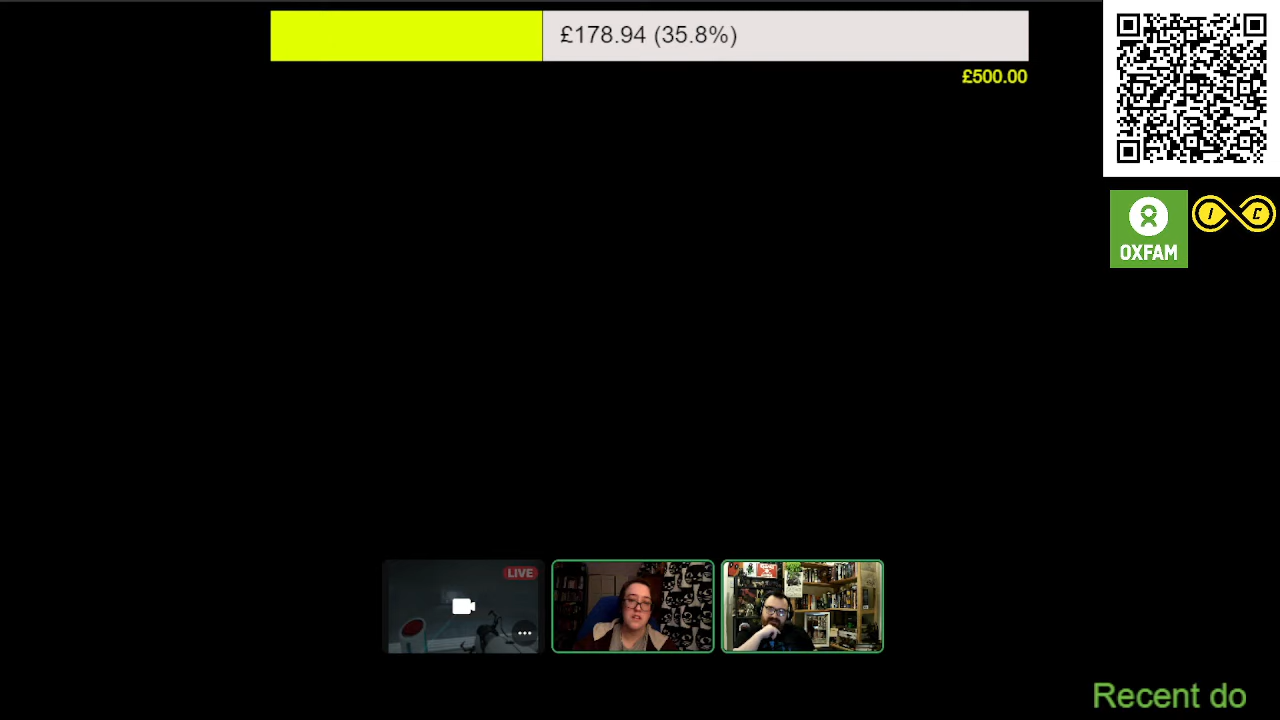 £178.94 (35.8%)
£500.00
OXFAM
I C
LIVE
Recent do